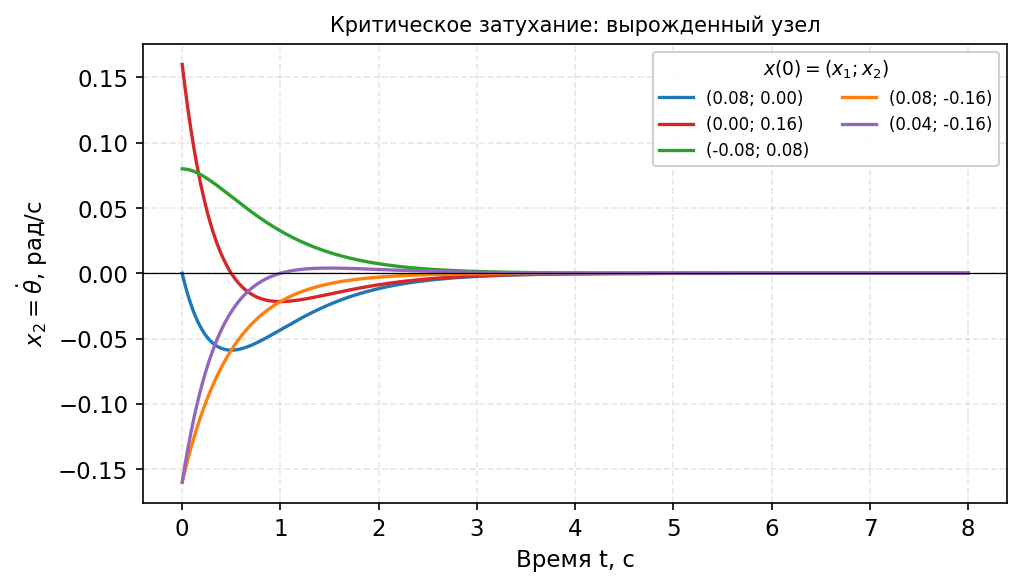 Критическое затухание: вырожденный узел
x(0) = (x₁; x₂)
(0.08; 0.00)
(0.00; 0.16)
(-0.08; 0.08)
(0.08; -0.16)
(0.04; -0.16)
x₂ = θ̇, рад/с
0.15
0.10
0.05
0.00
−0.05
−0.10
−0.15
0 1 2 3 4 5 6 7 8
Время t, с